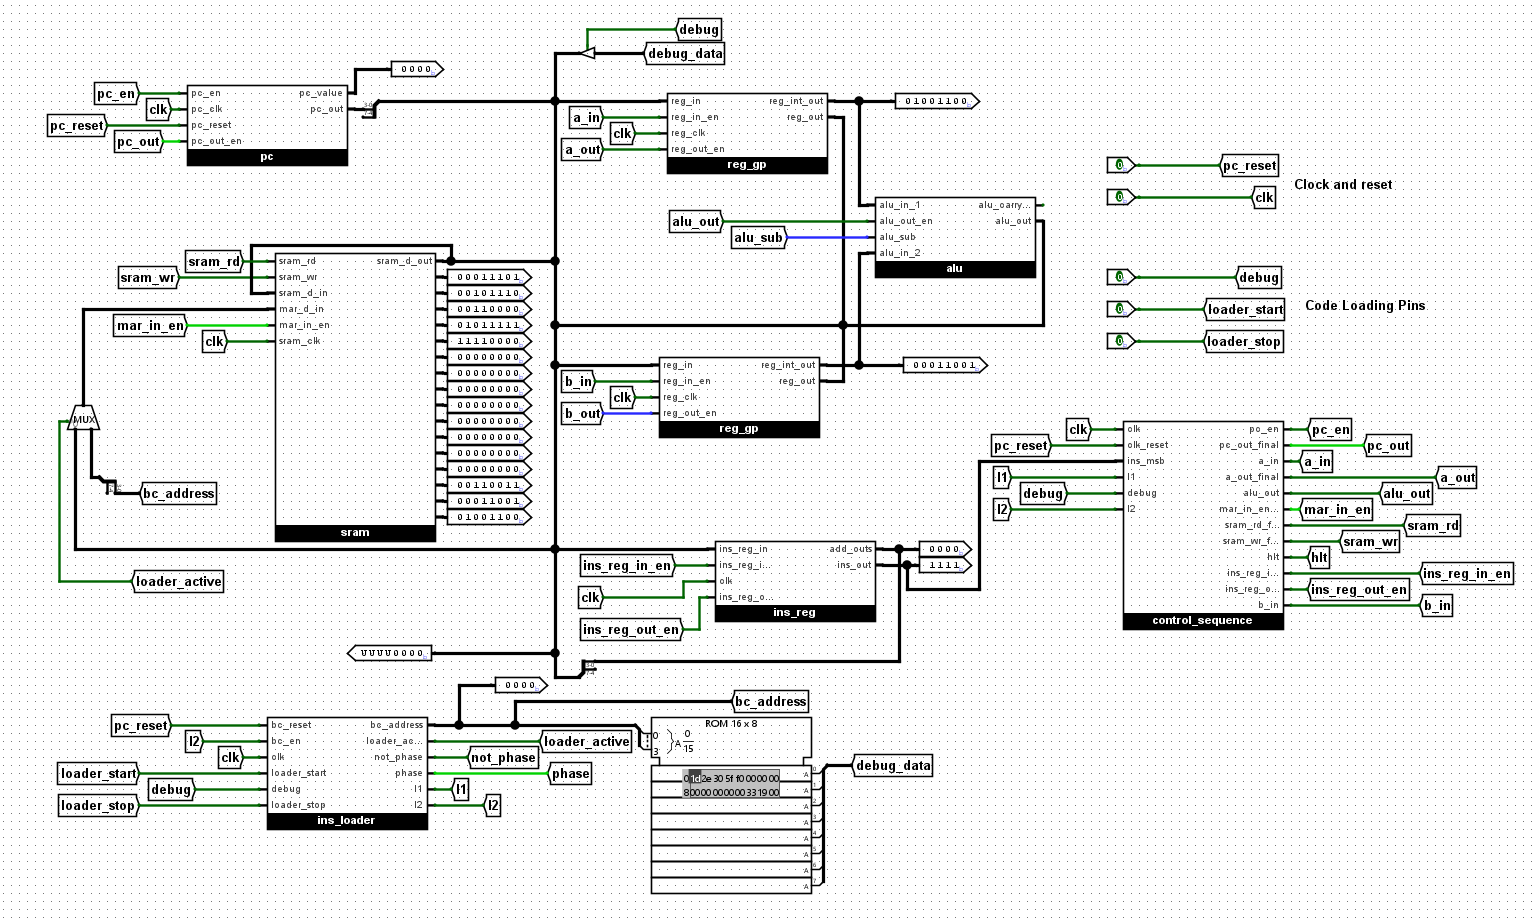 debug
debug_data
0000
pc_en
clk
pc_reset
pc_out
pc_en pc_value
pc_clk pc_out
pc_reset
pc_out_en
pc
a_in
clk
a_out
reg_in reg_int_out
reg_in_en reg_out
reg_clk
reg_out_en
reg_gp
01001100
pc_reset
clk
Clock and reset
alu_out
alu_sub
alu_in_1 alu_carry...
alu_out_en alu_out
alu_sub
alu_in_2
alu
debug
loader_start
loader_stop
Code Loading Pins
sram_rd
sram_wr
mar_in_en
clk
sram_rd sram_d_out
sram_wr
sram_d_in
mar_d_in
mar_in_en
sram_clk
sram
00011101
00101110
00110000
01011111
11110000
00000000
00000000
00000000
00000000
00000000
00000000
00000000
00000000
00110011
00011001
01001100
b_in
clk
b_out
reg_in reg_int_out
reg_in_en reg_out
reg_clk
reg_out_en
reg_gp
00011001
MUX
bc_address
loader_active
clk
pc_reset
l1
debug
l2
clk pc_en
clk_reset pc_out_final
ins_msb a_in
l1 a_out_final
debug alu_out
l2 mar_in_en...
sram_rd_f...
sram_wr_f...
hlt
ins_reg_i...
ins_reg_o...
b_in
control_sequence
pc_en
pc_out
a_in
a_out
alu_out
mar_in_en
sram_rd
sram_wr
hlt
ins_reg_in_en
ins_reg_out_en
b_in
ins_reg_in_en
clk
ins_reg_out_en
ins_reg_in add_outs
ins_reg_i... ins_out
clk
ins_reg_o...
ins_reg
0000
1111
UUUU0000
0000
bc_address
pc_reset
l2
clk
loader_start
debug
loader_stop
bc_reset bc_address
bc_en loader_ac...
clk not_phase
loader_start phase
debug l1
loader_stop l2
ins_loader
loader_active
not_phase
phase
l1
l2
ROM 16 x 8
0
3
A
0
15
0 1d 2e 30 5f f0 00 00 00
8 00 00 00 00 00 33 19 00
debug_data